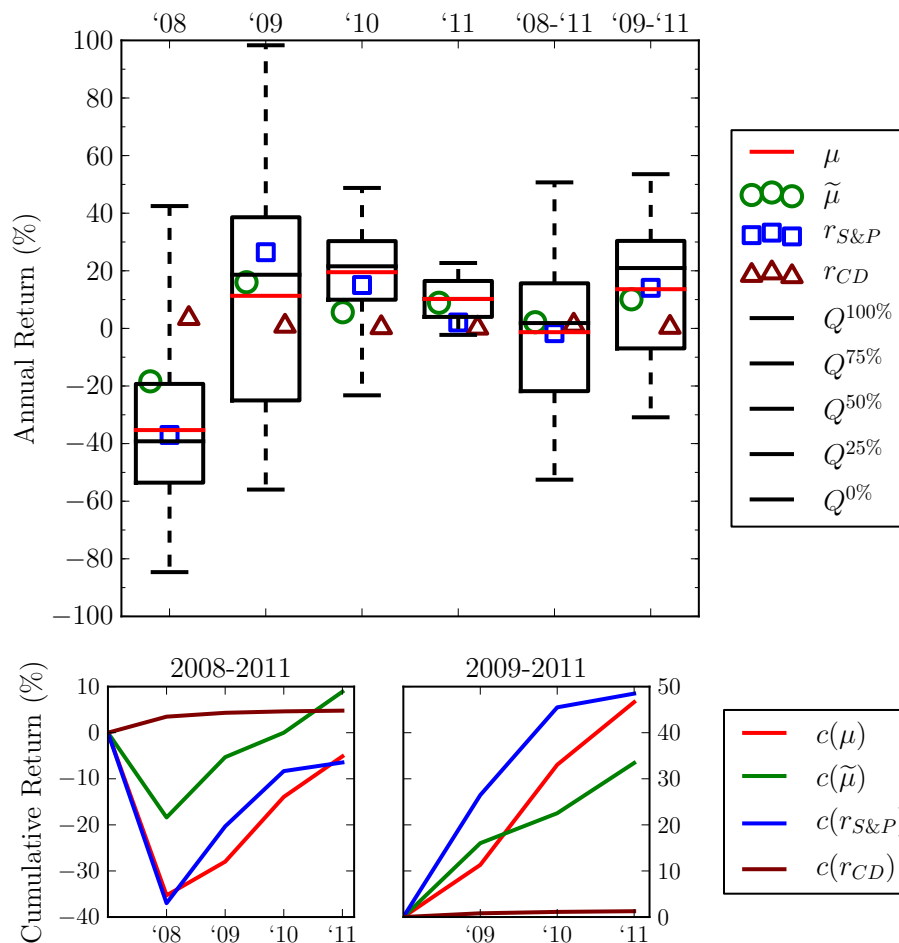 ‘08 ‘09 ‘10 ‘11 ‘08-‘11 ‘09-‘11
100
80
60
40
20
0
−20
−40
−60
−80
−100
Annual Return (%)
μ
μ̃
r_{S&P}
r_{CD}
Q^{100%}
Q^{75%}
Q^{50%}
Q^{25%}
Q^{0%}
2008-2011
10
0
−10
−20
−30
−40
Cumulative Return (%)
‘08 ‘09 ‘10 ‘11
2009-2011
50
40
30
20
10
0
‘09 ‘10 ‘11
c(μ)
c(μ̃)
c(r_{S&P})
c(r_{CD})